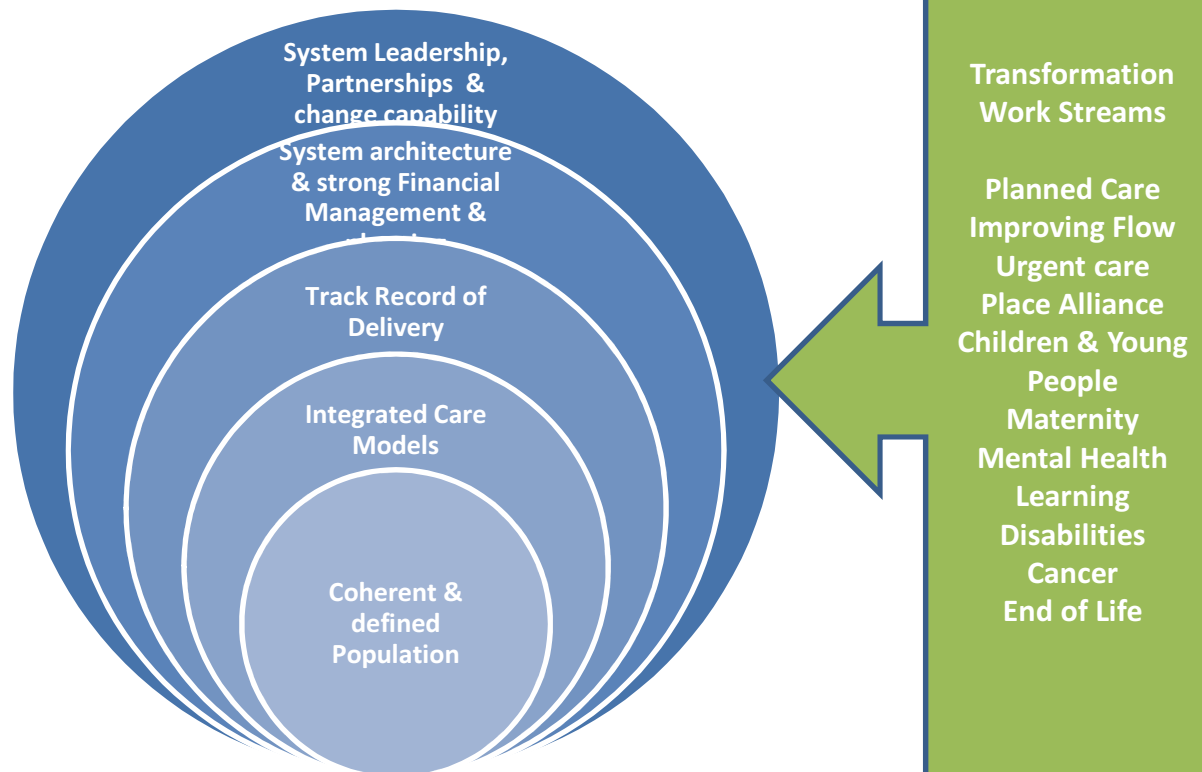 System Leadership,
Partnerships &
change capability
System architecture
& strong Financial
Management &
Track Record of
Delivery
Integrated Care
Models
Coherent &
defined
Population
Transformation
Work Streams
Planned Care
Improving Flow
Urgent care
Place Alliance
Children & Young
People
Maternity
Mental Health
Learning
Disabilities
Cancer
End of Life